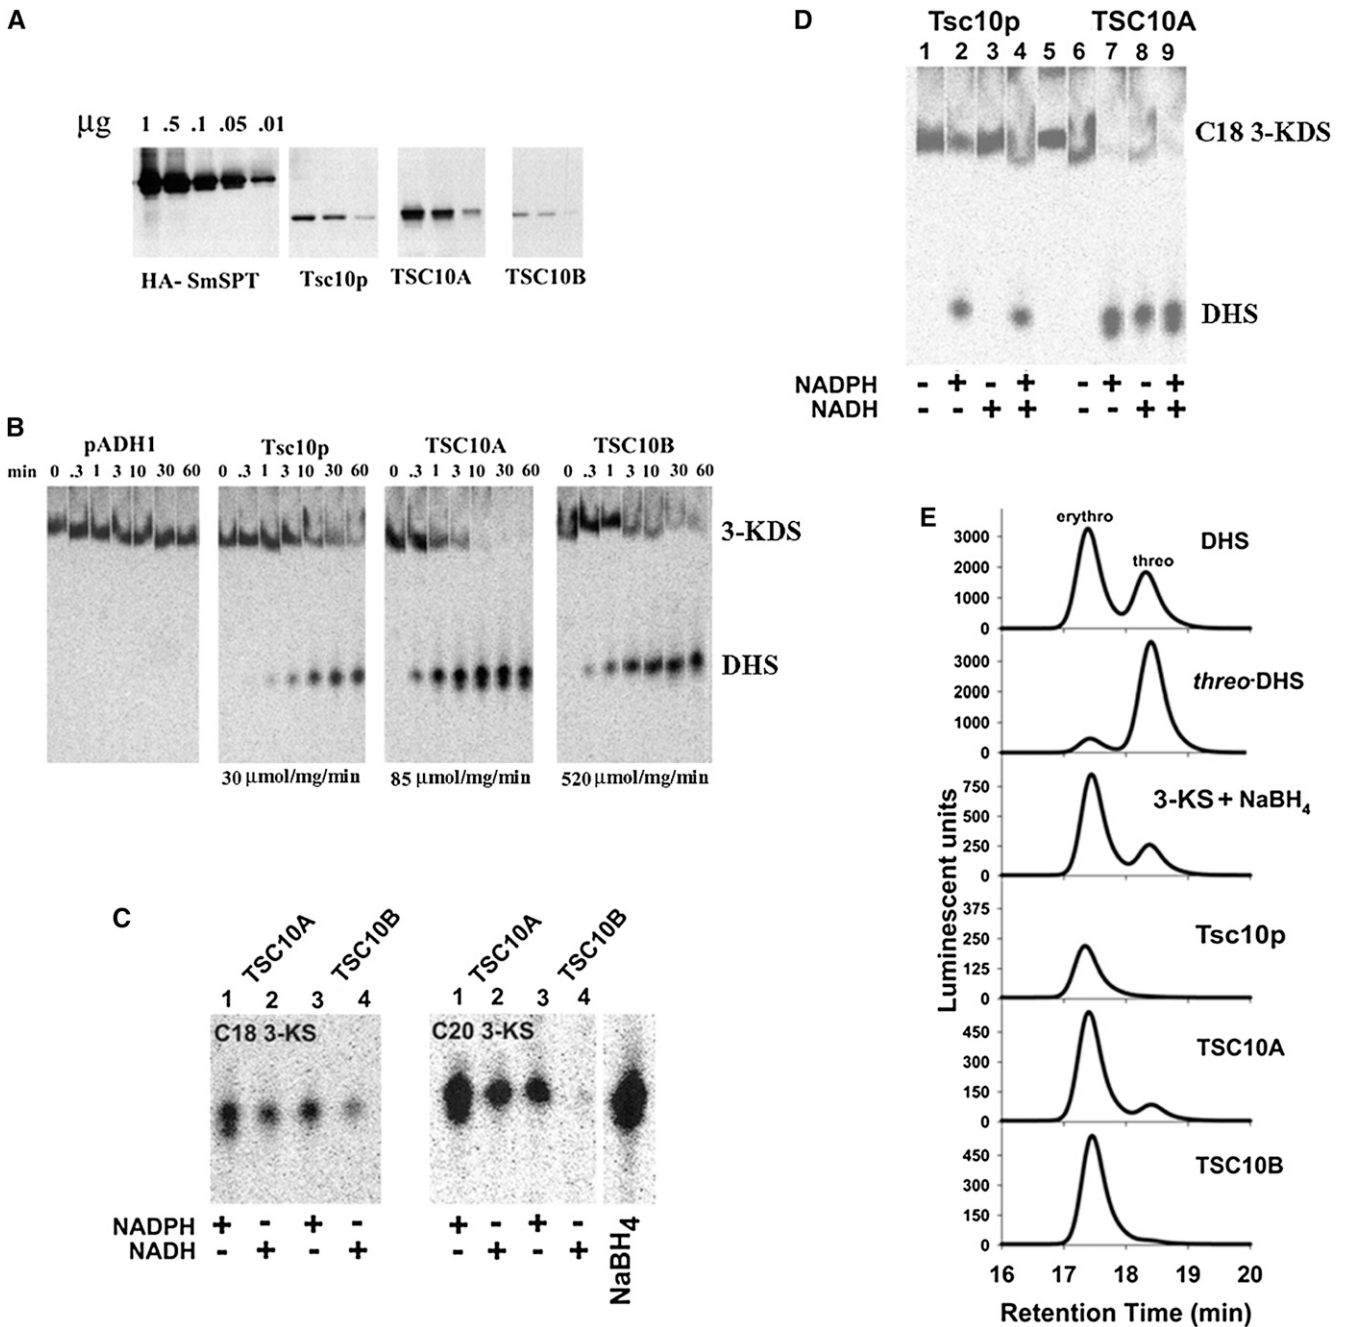 A
μg 1 .5 .1 .05 .01
HA- SmSPT Tsc10p TSC10A TSC10B
B
pADH1 Tsc10p TSC10A TSC10B
min 0 .3 1 3 10 30 60 0 .3 1 3 10 30 60 0 .3 1 3 10 30 60 0 .3 1 3 10 30 60
3-KDS
DHS
30 μmol/mg/min 85 μmol/mg/min 520 μmol/mg/min
C
TSC10A TSC10B TSC10A TSC10B
1 2 3 4 1 2 3 4
C18 3-KS C20 3-KS
NADPH + - + - + - + -
NADH - + - + - + - +
NaBH4
D
Tsc10p TSC10A
1 2 3 4 5 6 7 8 9
C18 3-KDS
DHS
NADPH - + - + - + - +
NADH - - + + - - + +
E
erythro
threo
DHS
3000
2000
1000
0
threo-DHS
3000
2000
1000
0
3-KS + NaBH4
750
500
250
0
Tsc10p
375
250
125
0
TSC10A
450
300
150
0
TSC10B
450
300
150
0
Luminescent units
16 17 18 19 20
Retention Time (min)